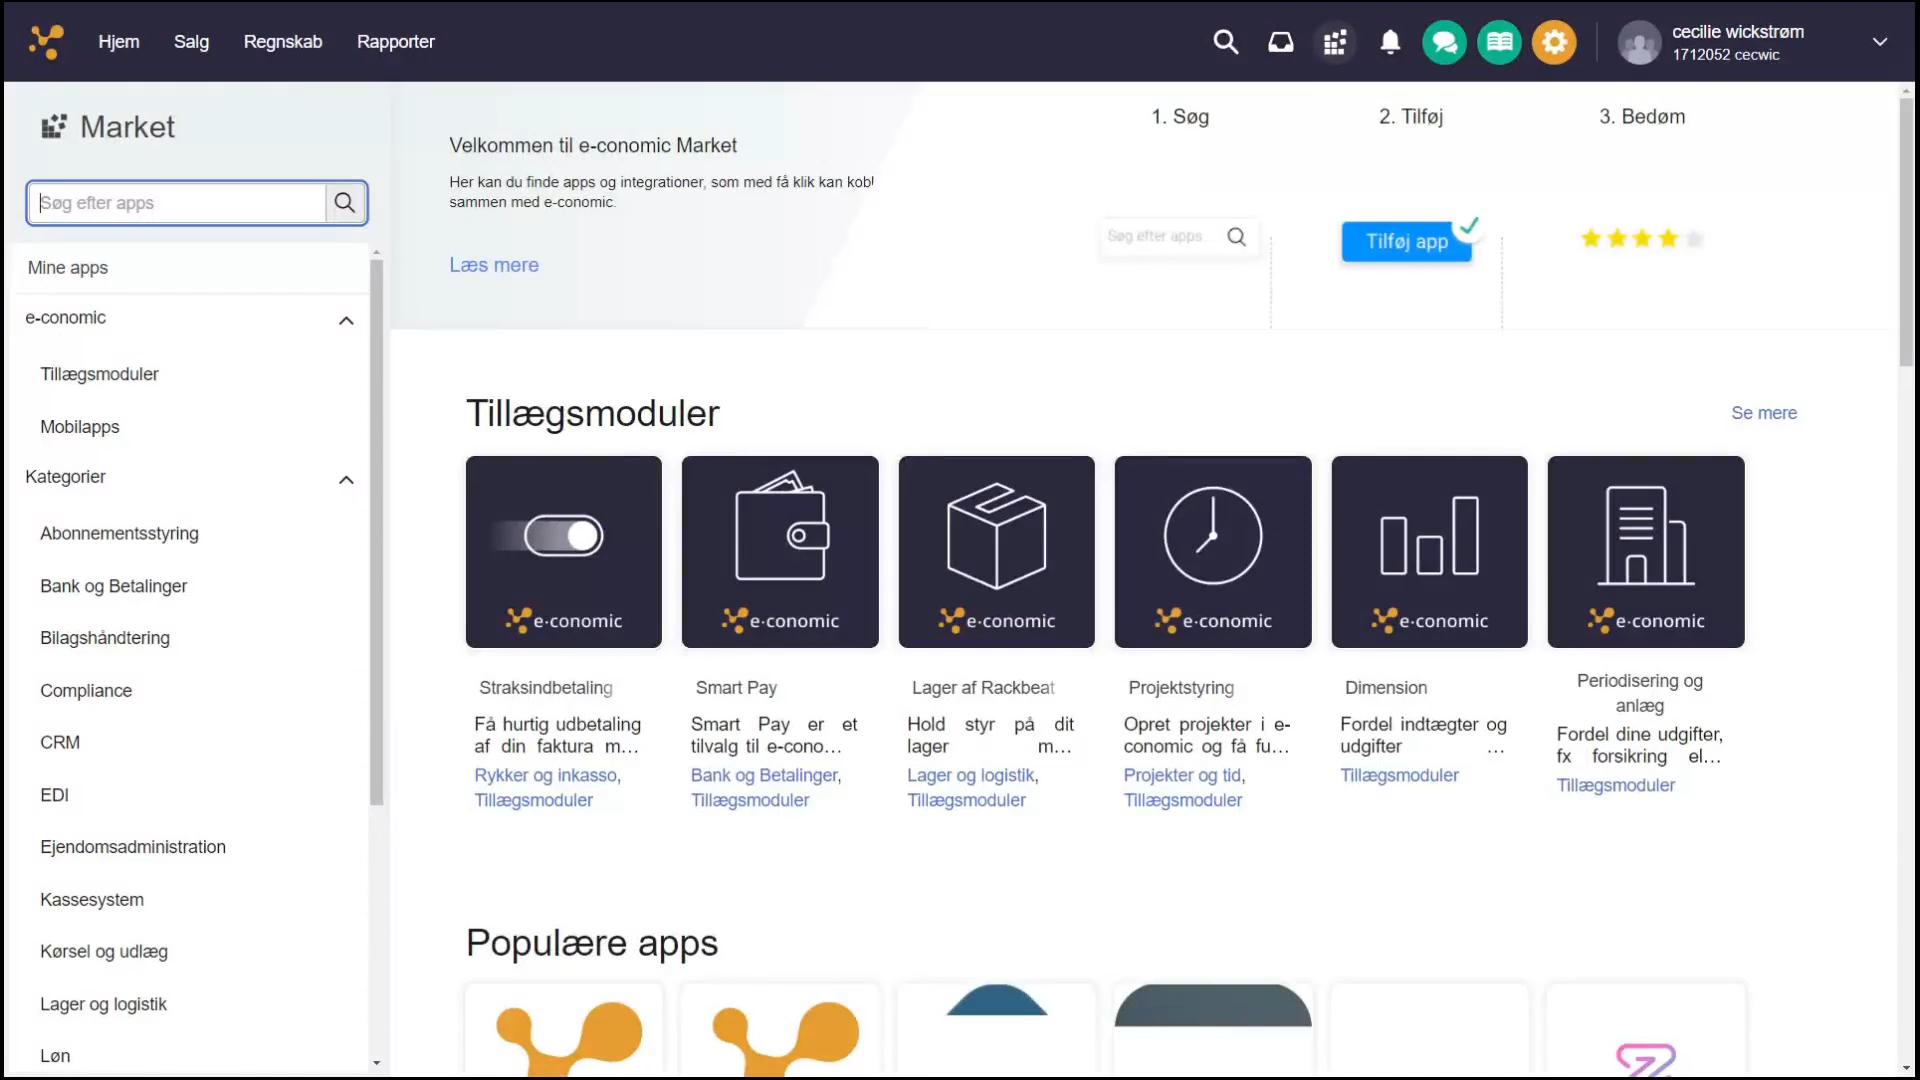 Hjem
Salg
Regnskab
Rapporter
cecilie wickstrøm
1712052 cecwic
Market
Søg efter apps
Mine apps
e-conomic
Tillægsmoduler
Mobilapps
Kategorier
Abonnementsstyring
Bank og Betalinger
Bilagshåndtering
Compliance
CRM
EDI
Ejendomsadministration
Kassesystem
Kørsel og udlæg
Lager og logistik
Løn
Velkommen til e-conomic Market
Her kan du finde apps og integrationer, som med få klik kan
sammen med e-conomic.
Læs mere
1. Søg
2. Tilføj
3. Bedøm
Søg efter apps
Tilføj app
Tillægsmoduler
Se mere
e-conomic
e-conomic
e-conomic
e-conomic
e-conomic
e-conomic
Straksindbetaling
Få hurtig udbetaling
af din faktura m...
Rykker og inkasso,
Tillægsmoduler
Smart Pay
Smart Pay er et
tilvalg til e-cono...
Bank og Betalinger,
Tillægsmoduler
Lager af Rackbeat
Hold styr på dit
lager m...
Lager og logistik,
Tillægsmoduler
Projektstyring
Opret projekter i e-
conomic og få fu...
Projekter og tid,
Tillægsmoduler
Dimension
Fordel indtægter og
udgifter ...
Tillægsmoduler
Periodisering og
anlæg
Fordel dine udgifter,
fx forsikring el...
Tillægsmoduler
Populære apps